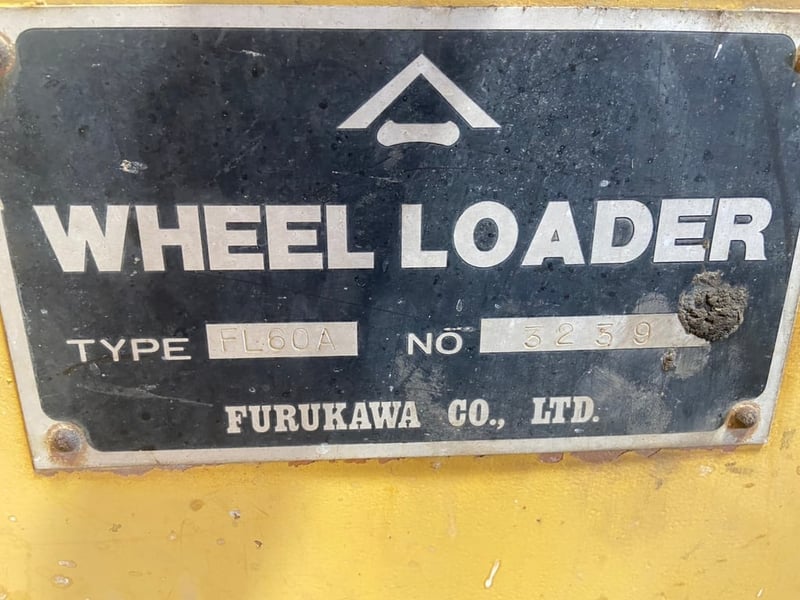 WHEEL LOADER
TYPE FL60A NO 3239
FURUKAWA CO., LTD.